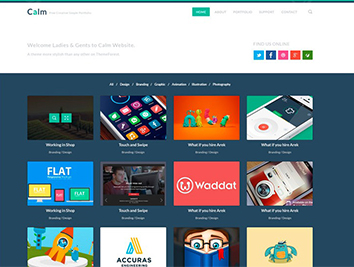 Calm
HOME
ABOUT
PORTFOLIO
SUPPORT
CONTACT
Welcome Ladies & Gents to Calm Website,
FIND US ONLINE
All / Design / Branding / Graphic / Animation / Illustration / Photography
Working in Shop
Branding / Design
Touch and Swipe
Branding / Design
What if you hire Arek
Branding / Design
What if you hire Arek
Branding / Design
FLAT
FLAT
Waddat
Working in Shop
Branding / Design
Touch and Swipe
Branding / Design
What if you hire Arek
Branding / Design
What if you hire Arek
Branding / Design
ACCURAS
ENGINEERING